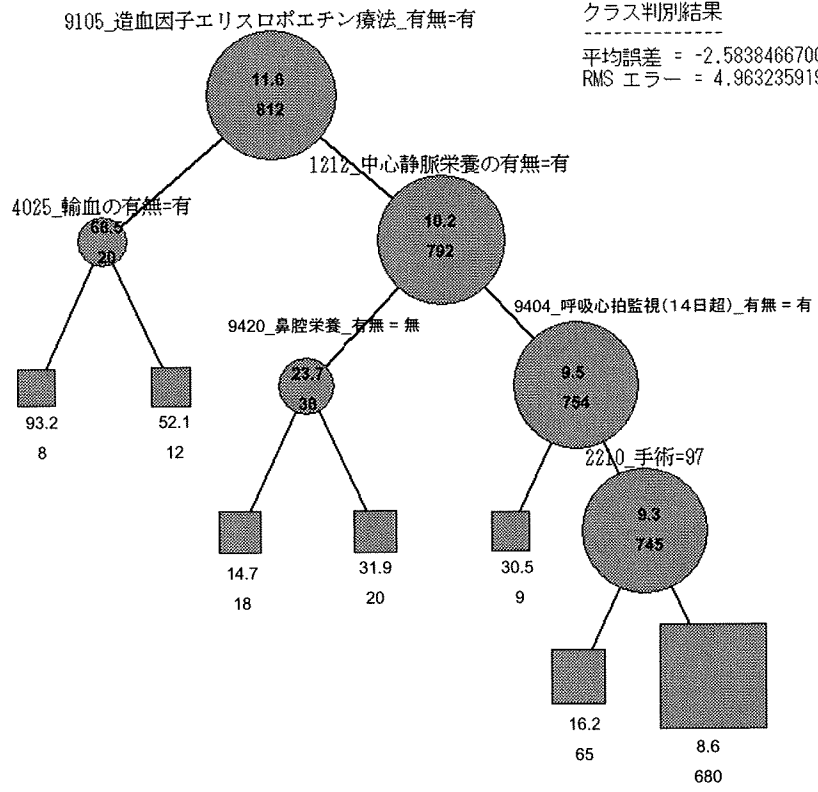 9105_造血因子エリスロポエチン療法_有無=有
クラス判別結果
--------------
平均誤差 = -2.583846670
RMS エラー = 4.963235919
812
1212_中心静脈栄養の有無=有
4025_輸血の有無=有
20
10.2
792
9404_呼吸心拍監視(14日超)_有無 = 有
9420_鼻腔栄養_有無 = 無
23.7
38
9.5
754
93.2
8
52.1
12
2210_手術=97
9.3
745
14.7
18
31.9
20
30.5
9
16.2
65
8.6
680